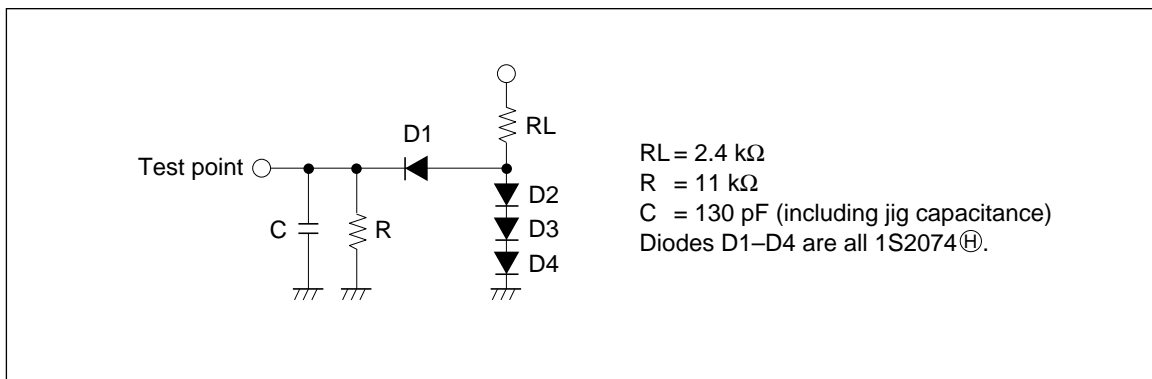 RL
D1
Test point
D2
D3
D4
C
R
RL = 2.4 kΩ
R = 11 kΩ
C = 130 pF (including jig capacitance)
Diodes D1–D4 are all 1S2074Ⓗ.